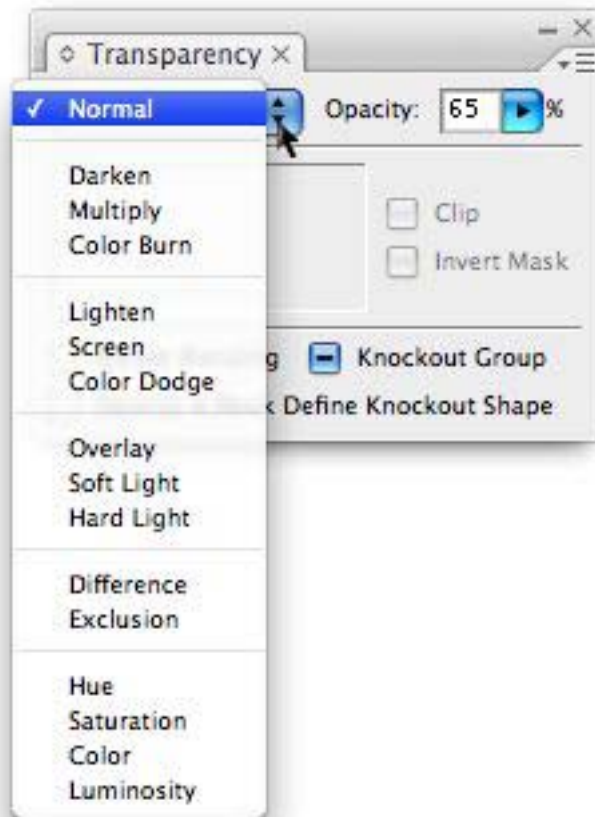 Transparency
✓ Normal
Opacity: 65 %
Darken
Multiply
Clip
Color Burn
Invert Mask
Lighten
Screen
Knockout Group
Color Dodge
Define Knockout Shape
Overlay
Soft Light
Hard Light
Difference
Exclusion
Hue
Saturation
Color
Luminosity